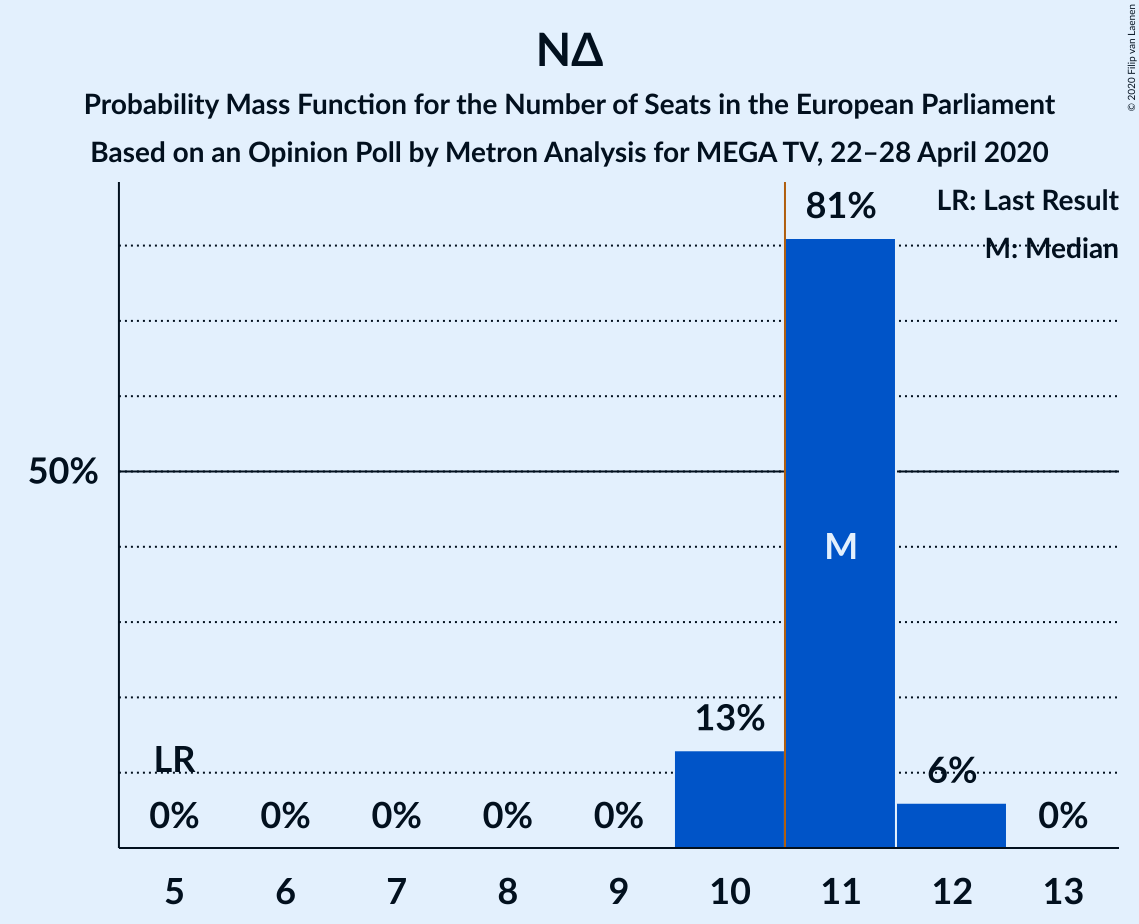 ΝΔ
Probability Mass Function for the Number of Seats in the European Parliament
Based on an Opinion Poll by Metron Analysis for MEGA TV, 22–28 April 2020
© 2020 Filip van Laenen
LR: Last Result
M: Median
81%
50%
M
13%
LR
6%
0% 0% 0% 0% 0% 0%
5 6 7 8 9 10 11 12 13